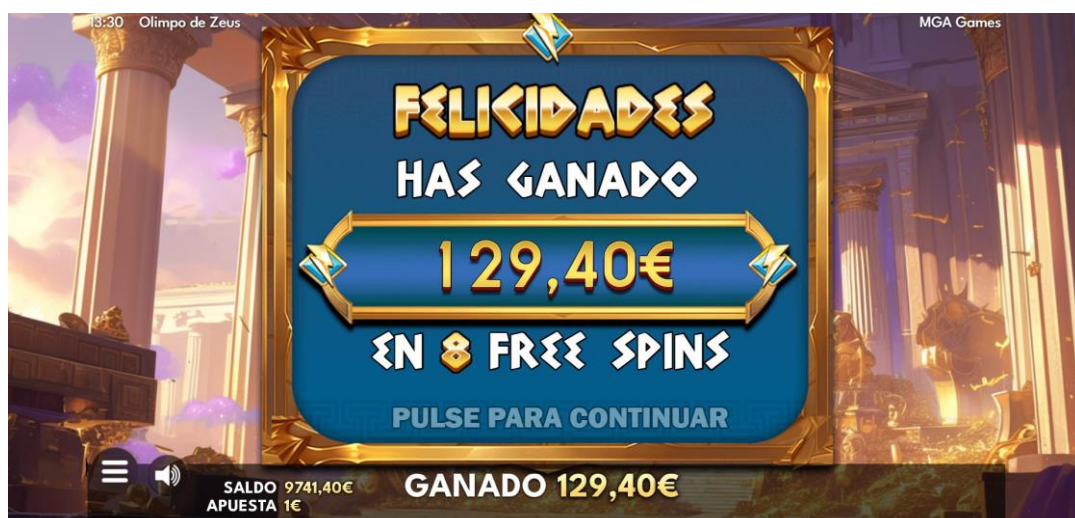 13:30 Olimpo de Zeus
MGA Games
FELICIDADES
HAS GANADO
129,40€
EN 8 FREE SPINS
PULSE PARA CONTINUAR
SALDO 9741,40€
APUESTA 1€
GANADO 129,40€